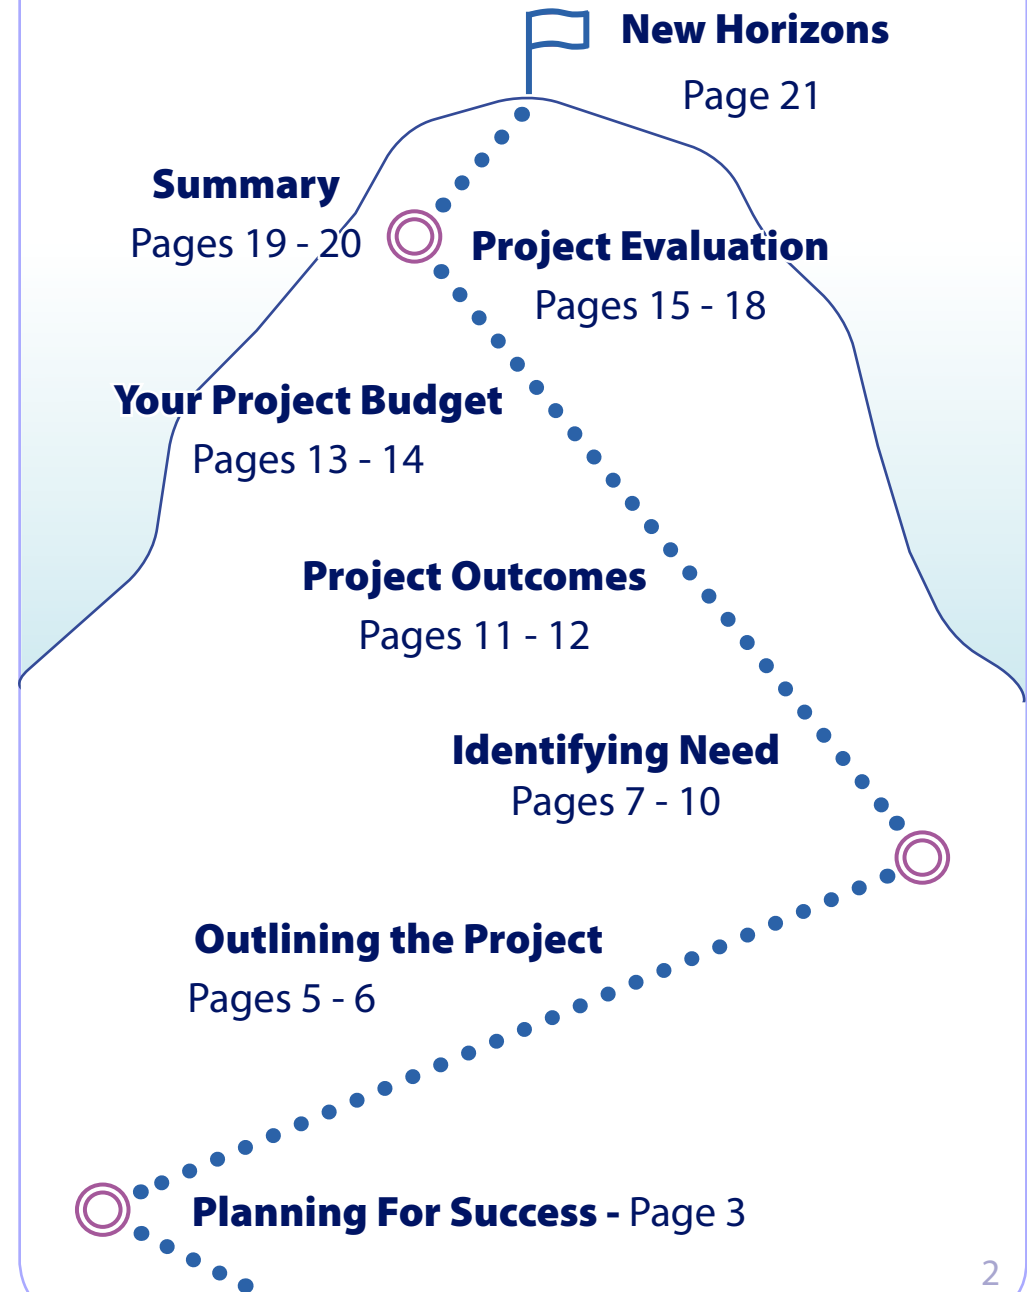 New Horizons
Page 21
Summary
Pages 19 - 20
Project Evaluation
Pages 15 - 18
Your Project Budget
Pages 13 - 14
Project Outcomes
Pages 11 - 12
Identifying Need
Pages 7 - 10
Outlining the Project
Pages 5 - 6
Planning For Success - Page 3
2